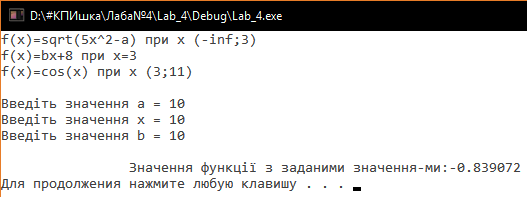 D:\#КПИшка\Лаба№4\Lab_4\Debug\Lab_4.exe
f(x)=sqrt(5x^2-a) при x (-inf;3)
f(x)=bx+8 при x=3
f(x)=cos(x) при x (3;11)
Введіть значення a = 10
Введіть значення x = 10
Введіть значення b = 10
Значення функції з заданими значення-ми:-0.839072
Для продолжения нажмите любую клавишу . . .